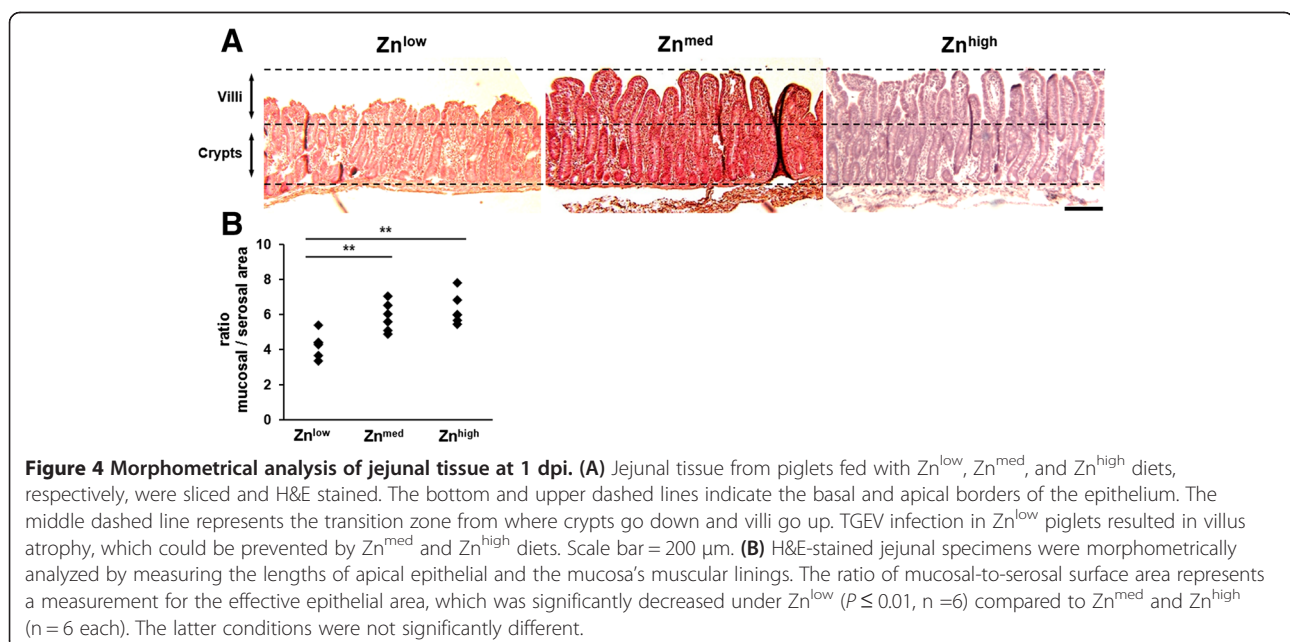 A
Zn^low Zn^med Zn^high
Villi
Crypts
B
** 
**
10
8
6
4
2
0
ratio
mucosal / serosal area
Zn^low Zn^med Zn^high
Figure 4 Morphometrical analysis of jejunal tissue at 1 dpi. (A) Jejunal tissue from piglets fed with Zn^low, Zn^med, and Zn^high diets,
respectively, were sliced and H&E stained. The bottom and upper dashed lines indicate the basal and apical borders of the epithelium. The
middle dashed line represents the transition zone from where crypts go down and villi go up. TGEV infection in Zn^low piglets resulted in villus
atrophy, which could be prevented by Zn^med and Zn^high diets. Scale bar = 200 μm. (B) H&E-stained jejunal specimens were morphometrically
analyzed by measuring the lengths of apical epithelial and the mucosa's muscular linings. The ratio of mucosal-to-serosal surface area represents
a measurement for the effective epithelial area, which was significantly decreased under Zn^low (P ≤ 0.01, n =6) compared to Zn^med and Zn^high
(n = 6 each). The latter conditions were not significantly different.